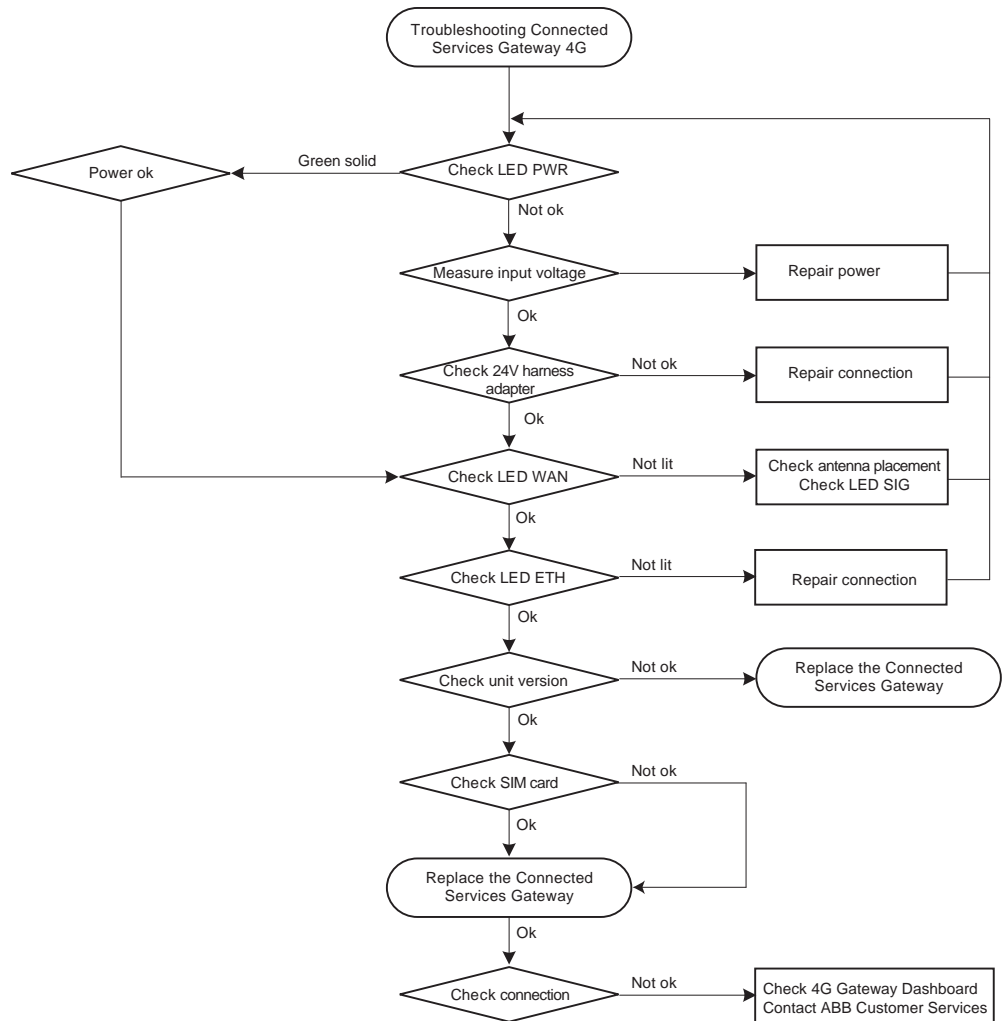 Troubleshooting Connected
Services Gateway 4G
Green solid
Power ok
Check LED PWR
Not ok
Measure input voltage
Repair power
Ok
Check 24V harness
adapter
Not ok
Repair connection
Ok
Check LED WAN
Not lit
Check antenna placement
Check LED SIG
Ok
Check LED ETH
Not lit
Repair connection
Ok
Check unit version
Not ok
Replace the Connected
Services Gateway
Ok
Check SIM card
Not ok
Ok
Replace the Connected
Services Gateway
Ok
Check connection
Not ok
Check 4G Gateway Dashboard
Contact ABB Customer Services